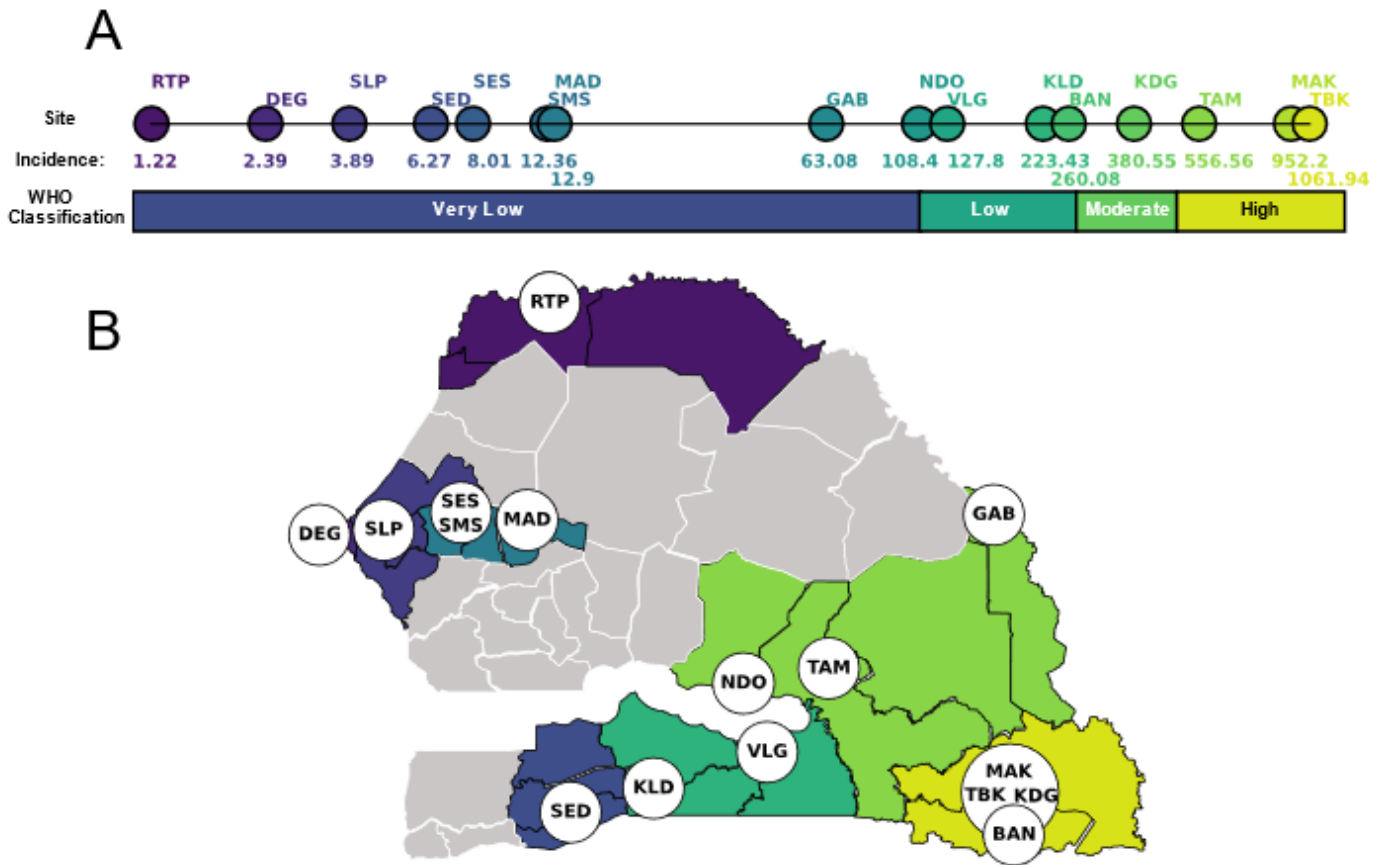 A
RTP SLP SES MAD NDO KLD KDG MAK
DEG SED SMS GAB VLG BAN TAM TBK
Site
Incidence: 1.22 2.39 3.89 6.27 8.01 12.36 63.08 108.4 127.8 223.43 380.55 556.56 952.2
12.9 260.08 1061.94
WHO
Classification
Very Low Low Moderate High
B
RTP
SES
SMS
DEG SLP MAD GAB
NDO TAM
VLG
KLD
SED
MAK
TBK KDG
BAN